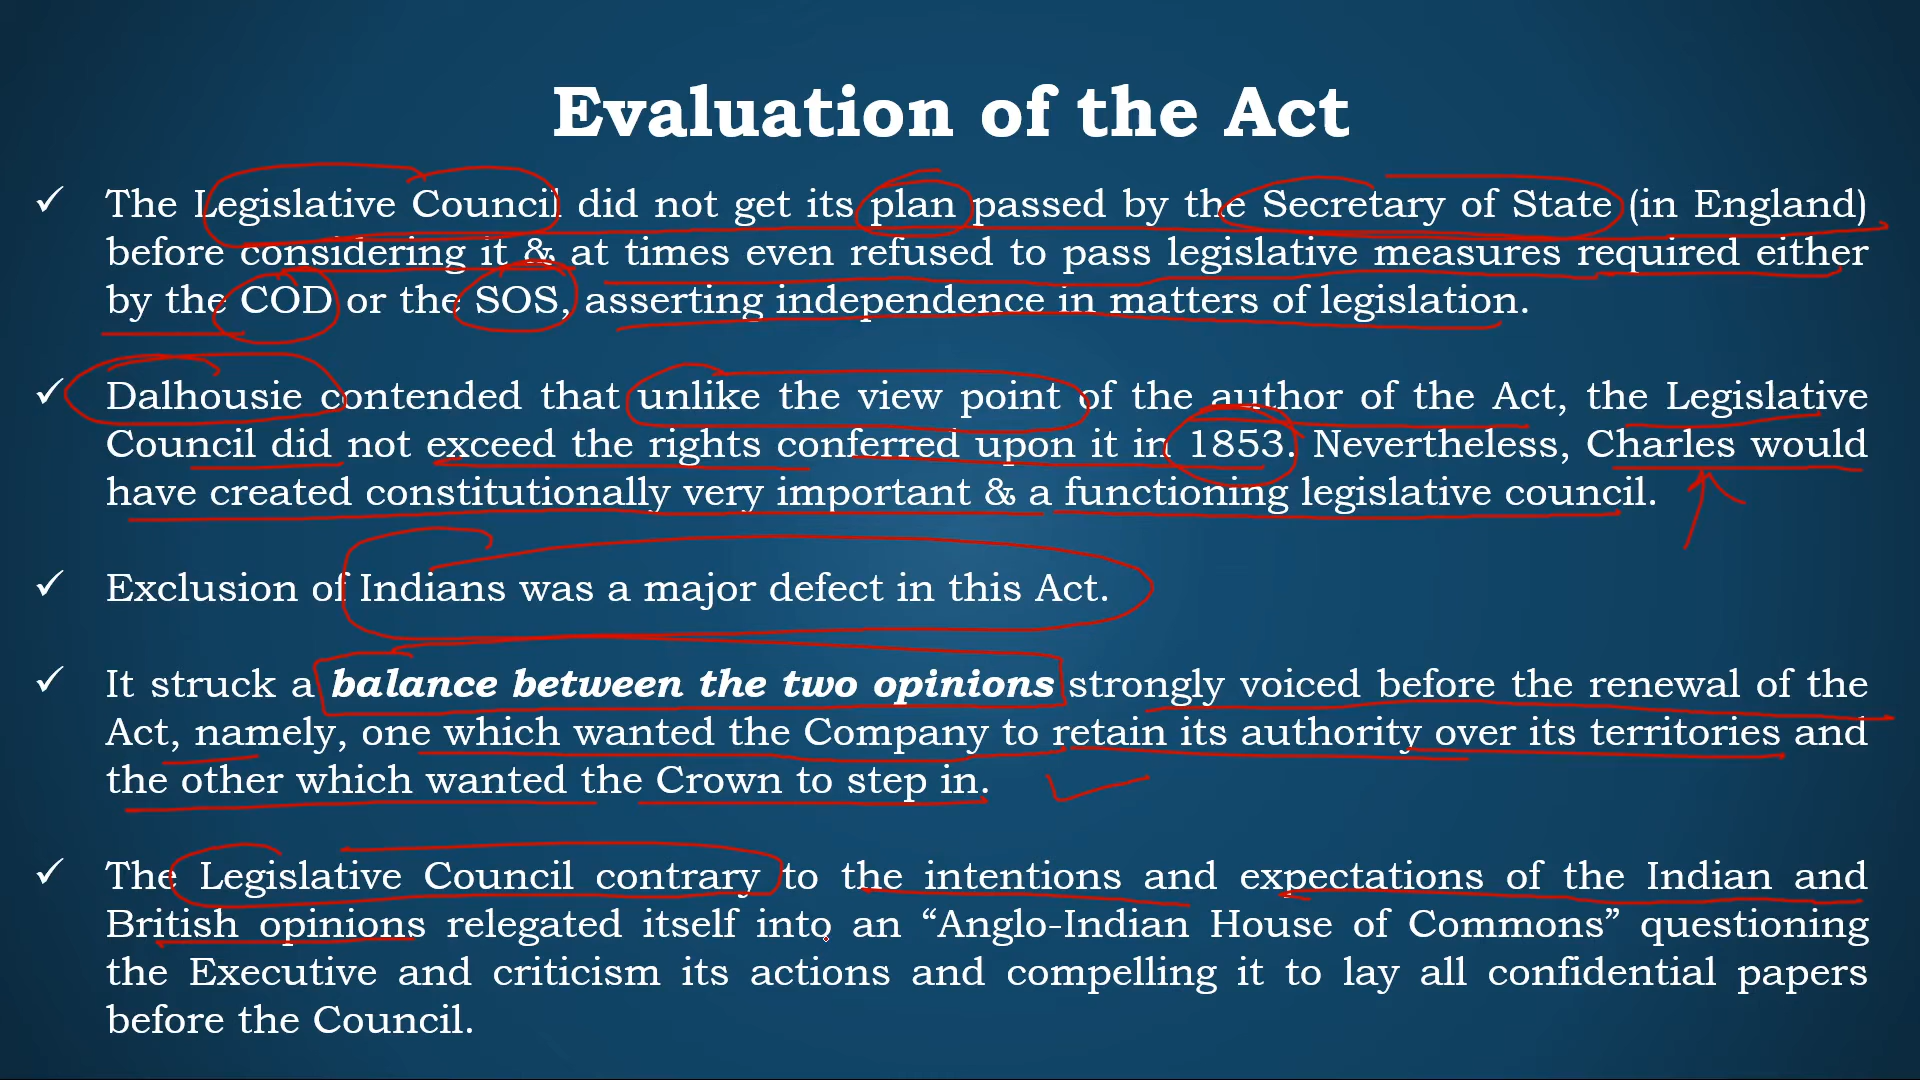 Evaluation of the Act
✓ The Legislative Council did not get its plan passed by the Secretary of State (in England)
before considering it & at times even refused to pass legislative measures required either
by the COD or the SOS, asserting independence in matters of legislation.
✓ Dalhousie contended that unlike the view point of the author of the Act, the Legislative
Council did not exceed the rights conferred upon it in 1853. Nevertheless, Charles would
have created constitutionally very important & a functioning legislative council.
✓ Exclusion of Indians was a major defect in this Act.
✓ It struck a balance between the two opinions strongly voiced before the renewal of the
Act, namely, one which wanted the Company to retain its authority over its territories and
the other which wanted the Crown to step in.
✓ The Legislative Council contrary to the intentions and expectations of the Indian and
British opinions relegated itself into an “Anglo-Indian House of Commons” questioning
the Executive and criticism its actions and compelling it to lay all confidential papers
before the Council.